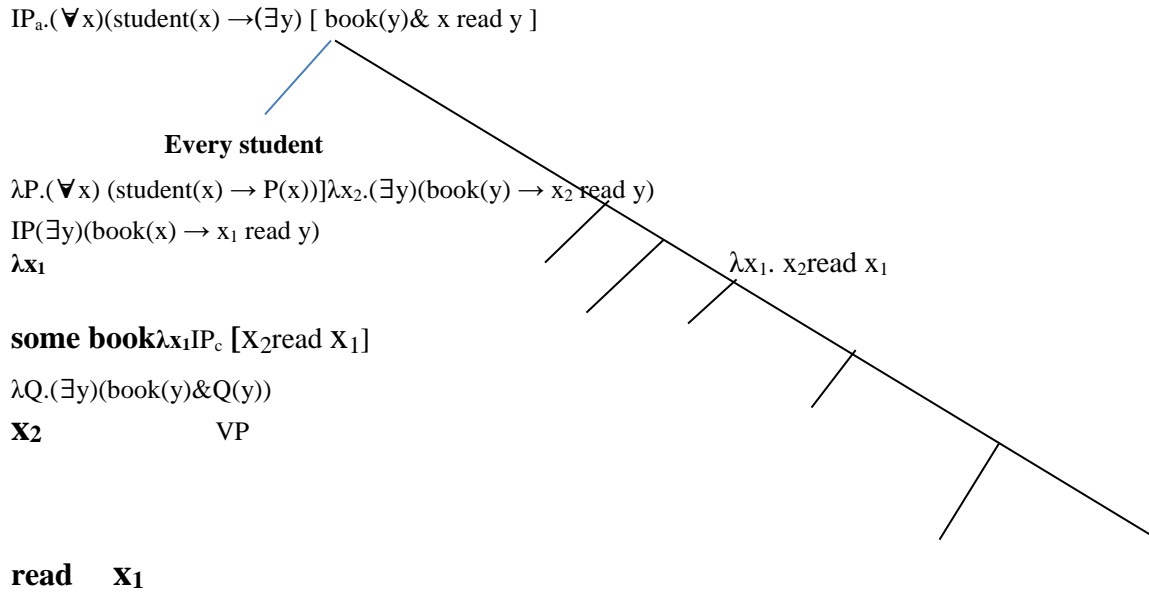 IPₐ.(∀x)(student(x) →(∃y) [ book(y)& x read y ]
Every student
λP.(∀x) (student(x) → P(x))]λx₂.(∃y)(book(y) → x₂ read y)
IP(∃y)(book(x) → x₁ read y)
λx₁
λx₁. x₂read x₁
some bookλx₁IP꜀ [X₂read X₁]
λQ.(∃y)(book(y)&Q(y))
X₂ VP
read X₁